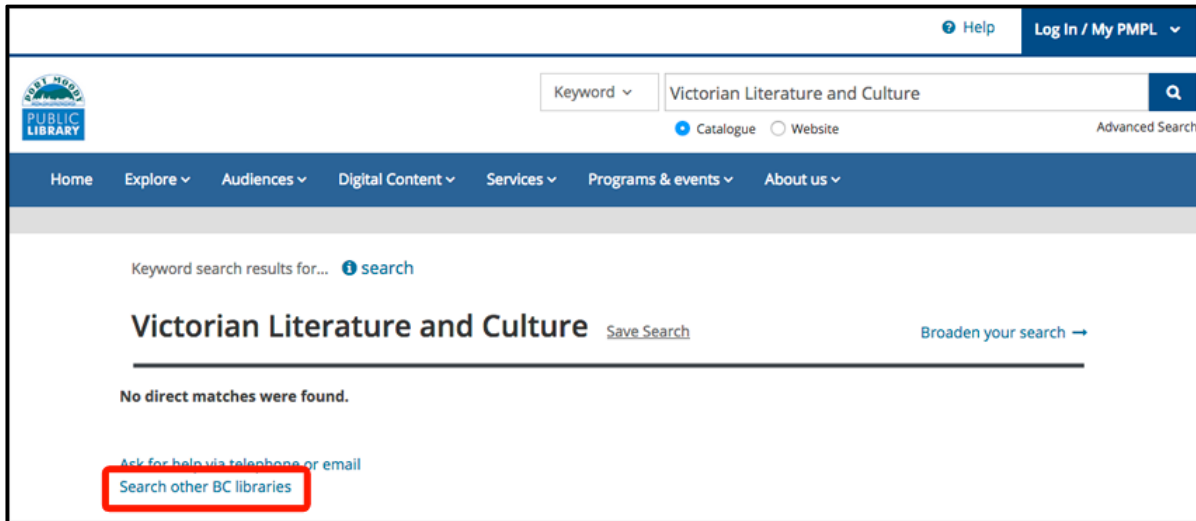 Help
Log In / My PMPL
PORT MOODY
PUBLIC
LIBRARY
Keyword
Victorian Literature and Culture
Catalogue Website
Advanced Search
Home Explore Audiences Digital Content Services Programs & events About us
Keyword search results for... search
Victorian Literature and Culture Save Search Broaden your search →
No direct matches were found.
Ask for help via telephone or email
Search other BC libraries